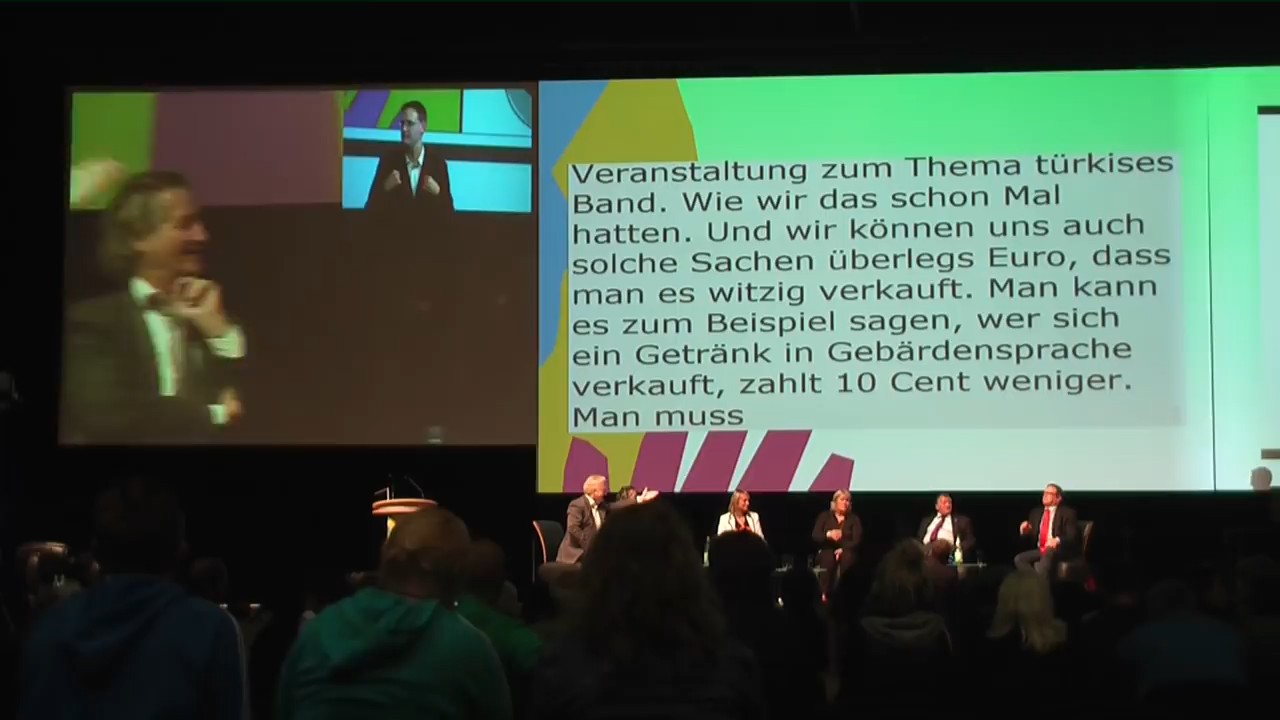 Veranstaltung zum Thema türkises
Band. Wie wir das schon Mal
hatten. Und wir können uns auch
solche Sachen überlegs Euro, dass
man es witzig verkauft. Man kann
es zum Beispiel sagen, wer sich
ein Getränk in Gebärdensprache
verkauft, zahlt 10 Cent weniger.
Man muss